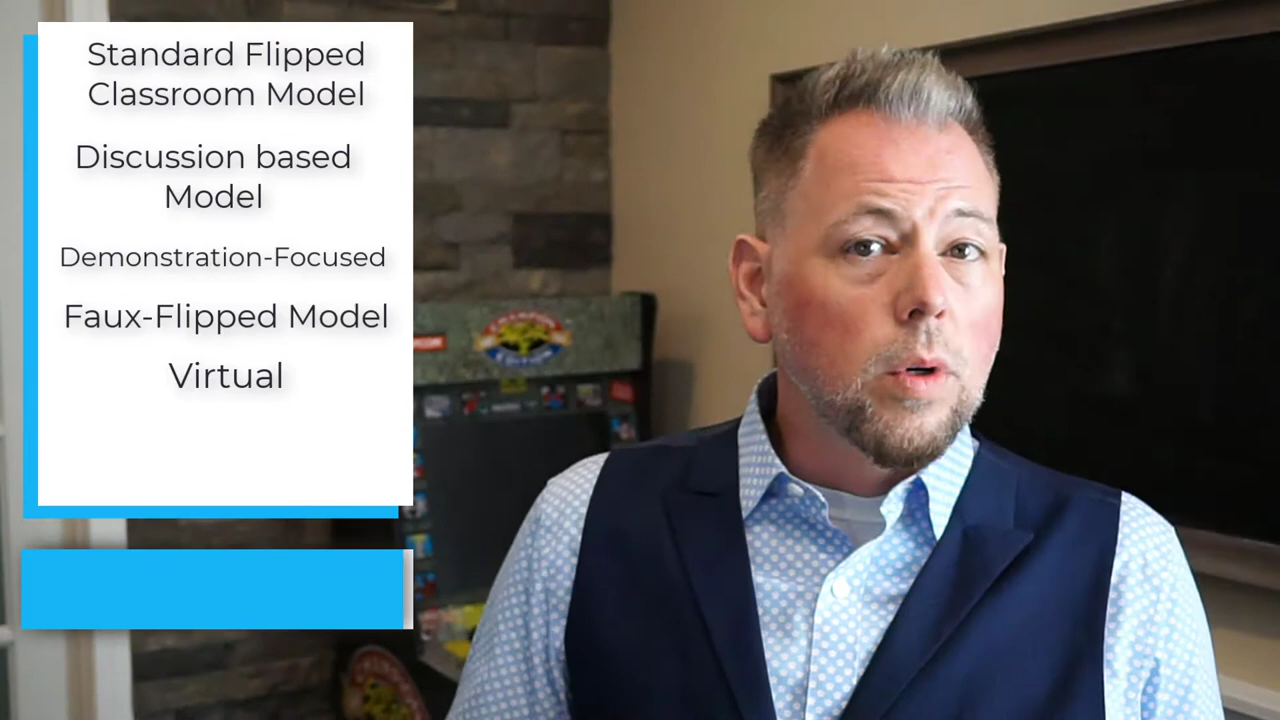 Standard Flipped
Classroom Model
Discussion based
Model
Demonstration-Focused
Faux-Flipped Model
Virtual